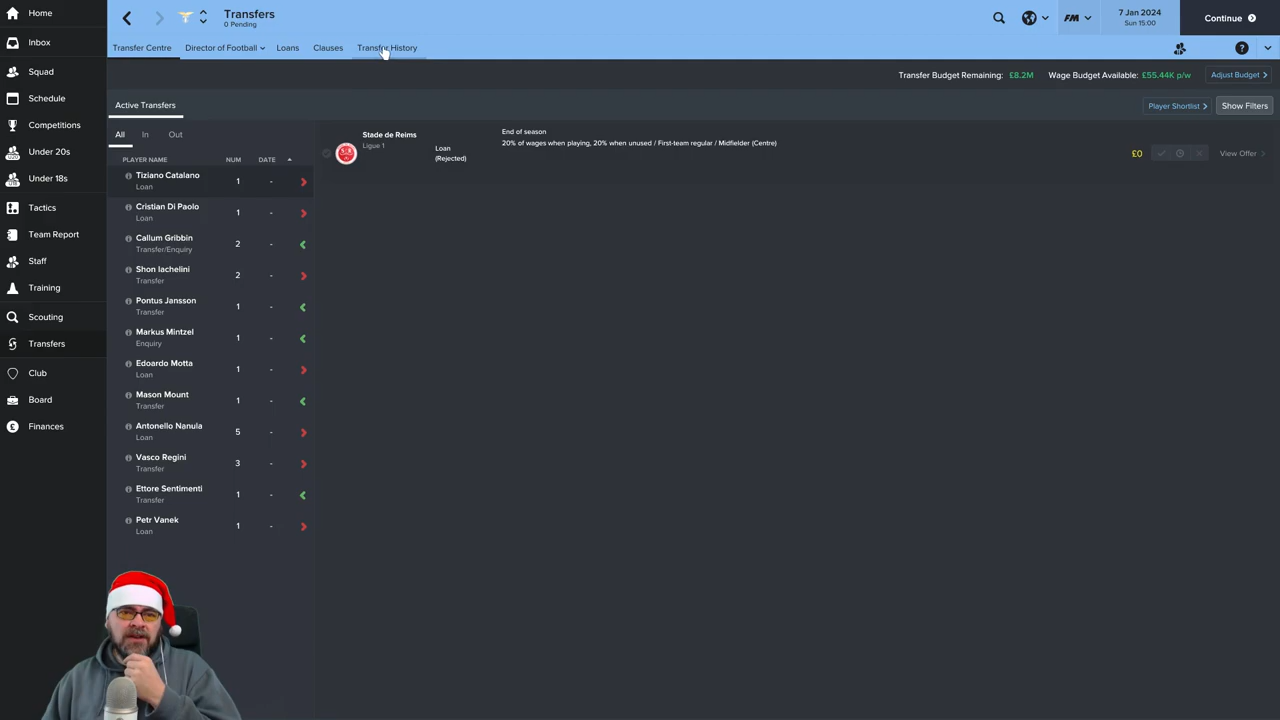 Home
Inbox
Squad
Schedule
Competitions
Under 20s
Under 18s
Tactics
Team Report
Staff
Training
Scouting
Transfers
Club
Board
Finances
Transfers
0 Pending
FM
7 Jan 2024
Sun 15:00
Continue
Transfer Centre
Director of Football
Loans
Clauses
Transfer History
Transfer Budget Remaining: £8.2M
Wage Budget Available: £55.44K p/w
Adjust Budget
Active Transfers
Player Shortlist
Show Filters
All
In
Out
PLAYER NAME
NUM
DATE
Tiziano Catalano
Loan
1
-
Cristian Di Paolo
Loan
1
-
Callum Gribbin
Transfer/Enquiry
2
-
Shon Iachelini
Transfer
2
-
Pontus Jansson
Transfer
1
-
Markus Mintzel
Enquiry
1
-
Edoardo Motta
Loan
1
-
Mason Mount
Transfer
1
-
Antonello Nanula
Loan
5
-
Vasco Regini
Transfer
3
-
Ettore Sentimenti
Transfer
1
-
Petr Vanek
Loan
1
-
Stade de Reims
Ligue 1
Loan
(Rejected)
End of season
20% of wages when playing, 20% when unused / First-team regular / Midfielder (Centre)
£0
View Offer